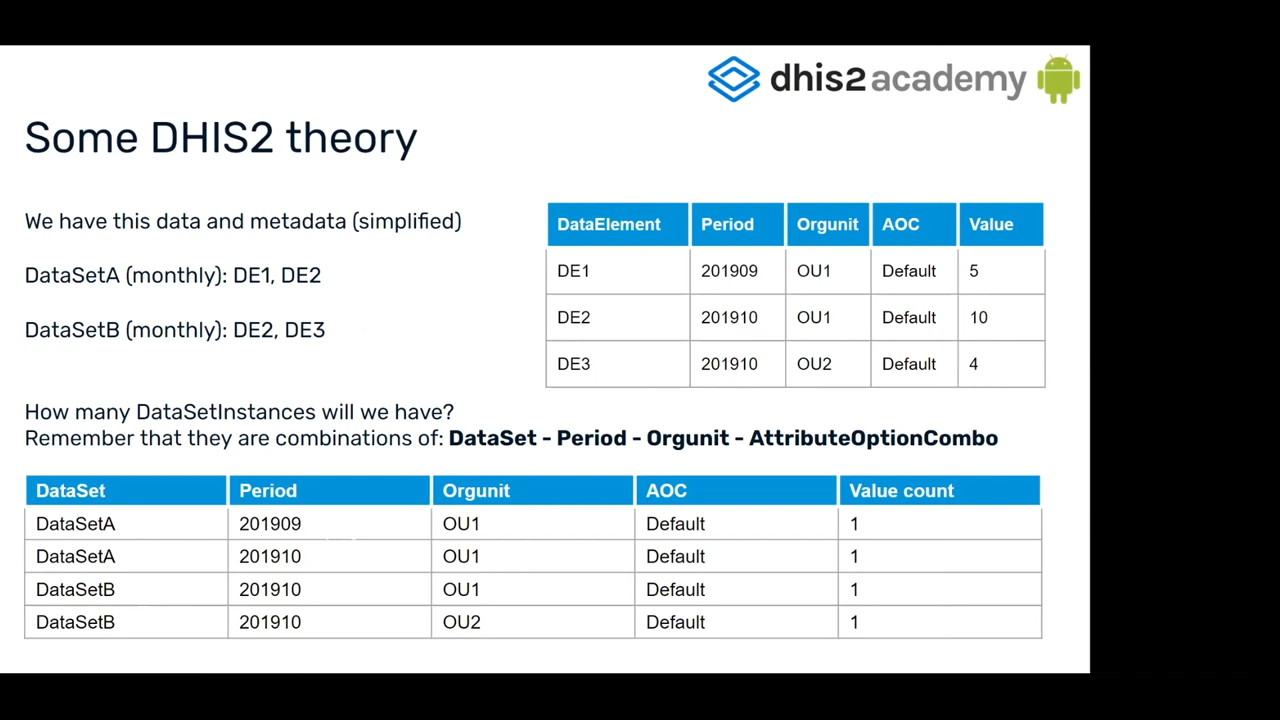 dhis2 academy
Some DHIS2 theory
We have this data and metadata (simplified)
DataSetA (monthly): DE1, DE2
DataSetB (monthly): DE2, DE3
DataElement Period Orgunit AOC Value
DE1 201909 OU1 Default 5
DE2 201910 OU1 Default 10
DE3 201910 OU2 Default 4
How many DataSetInstances will we have?
Remember that they are combinations of: DataSet - Period - Orgunit - AttributeOptionCombo
DataSet Period Orgunit AOC Value count
DataSetA 201909 OU1 Default 1
DataSetA 201910 OU1 Default 1
DataSetB 201910 OU1 Default 1
DataSetB 201910 OU2 Default 1